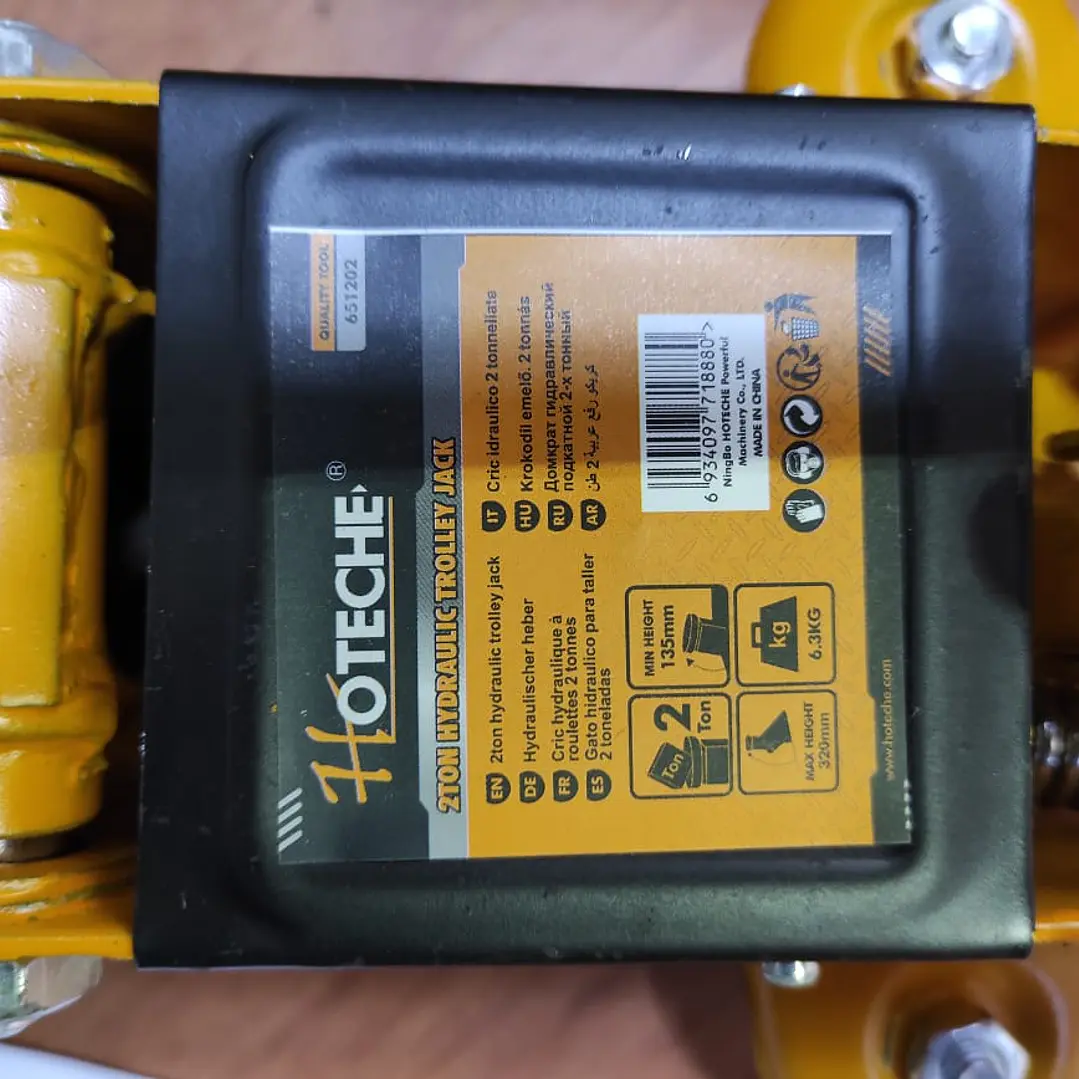 QUALITY TOOL
651202
HOTECHE®
2TON HYDRAULIC TROLLEY JACK
EN 2ton hydraulic trolley jack
DE Hydraulischer heber
FR Cric hydraulique à
roulettes 2 tonnes
ES Gato hidraulico para taller
2 toneladas
IT Cric idraulico 2 tonnellate
HU Krokodil emelő. 2 tonnás
RU Домкрат гидравлический
подкатной 2-х тонный
AR كريكو رفع عربية 2 طن
Ton 2 Ton
MIN HEIGHT
135mm
MAX HEIGHT
320mm
kg
6.3KG
6 934097 718880 >
NingBo HOTECHE Powerful
Machinery Co., LTD.
MADE IN CHINA
www.hoteche.com